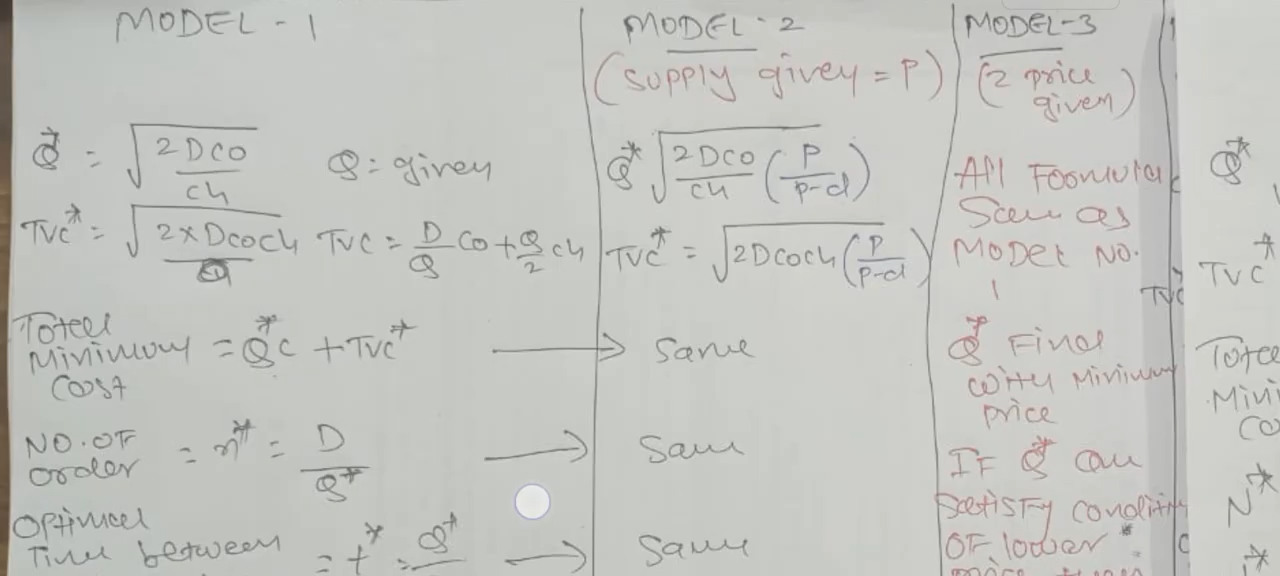 MODEL - 1
Q* = √(2DCo / Ch) Q = given
TVC* = √(2×DCoCh) TVC = D/Q Co + Q/2 Ch
Total
Minimum = Q*C + TVC*
Cost
→ Same
NO. OF
order = n* = D / Q*
→ Same
Optimal
Time between = t* = Q*
→ Same
MODEL - 2
(supply given = P)
Q* √(2DCo / Ch (P / P-d))
TVC* = √(2DCoCh (P / P-d))
MODEL-3
(2 price
given)
All Formula
Same as
Model No.
1
Q* Find
with Minimum
price
IF Q* can
satisfy condition
OF lower
Q*
TVC*
TVC
Total
Mini
Co
N*